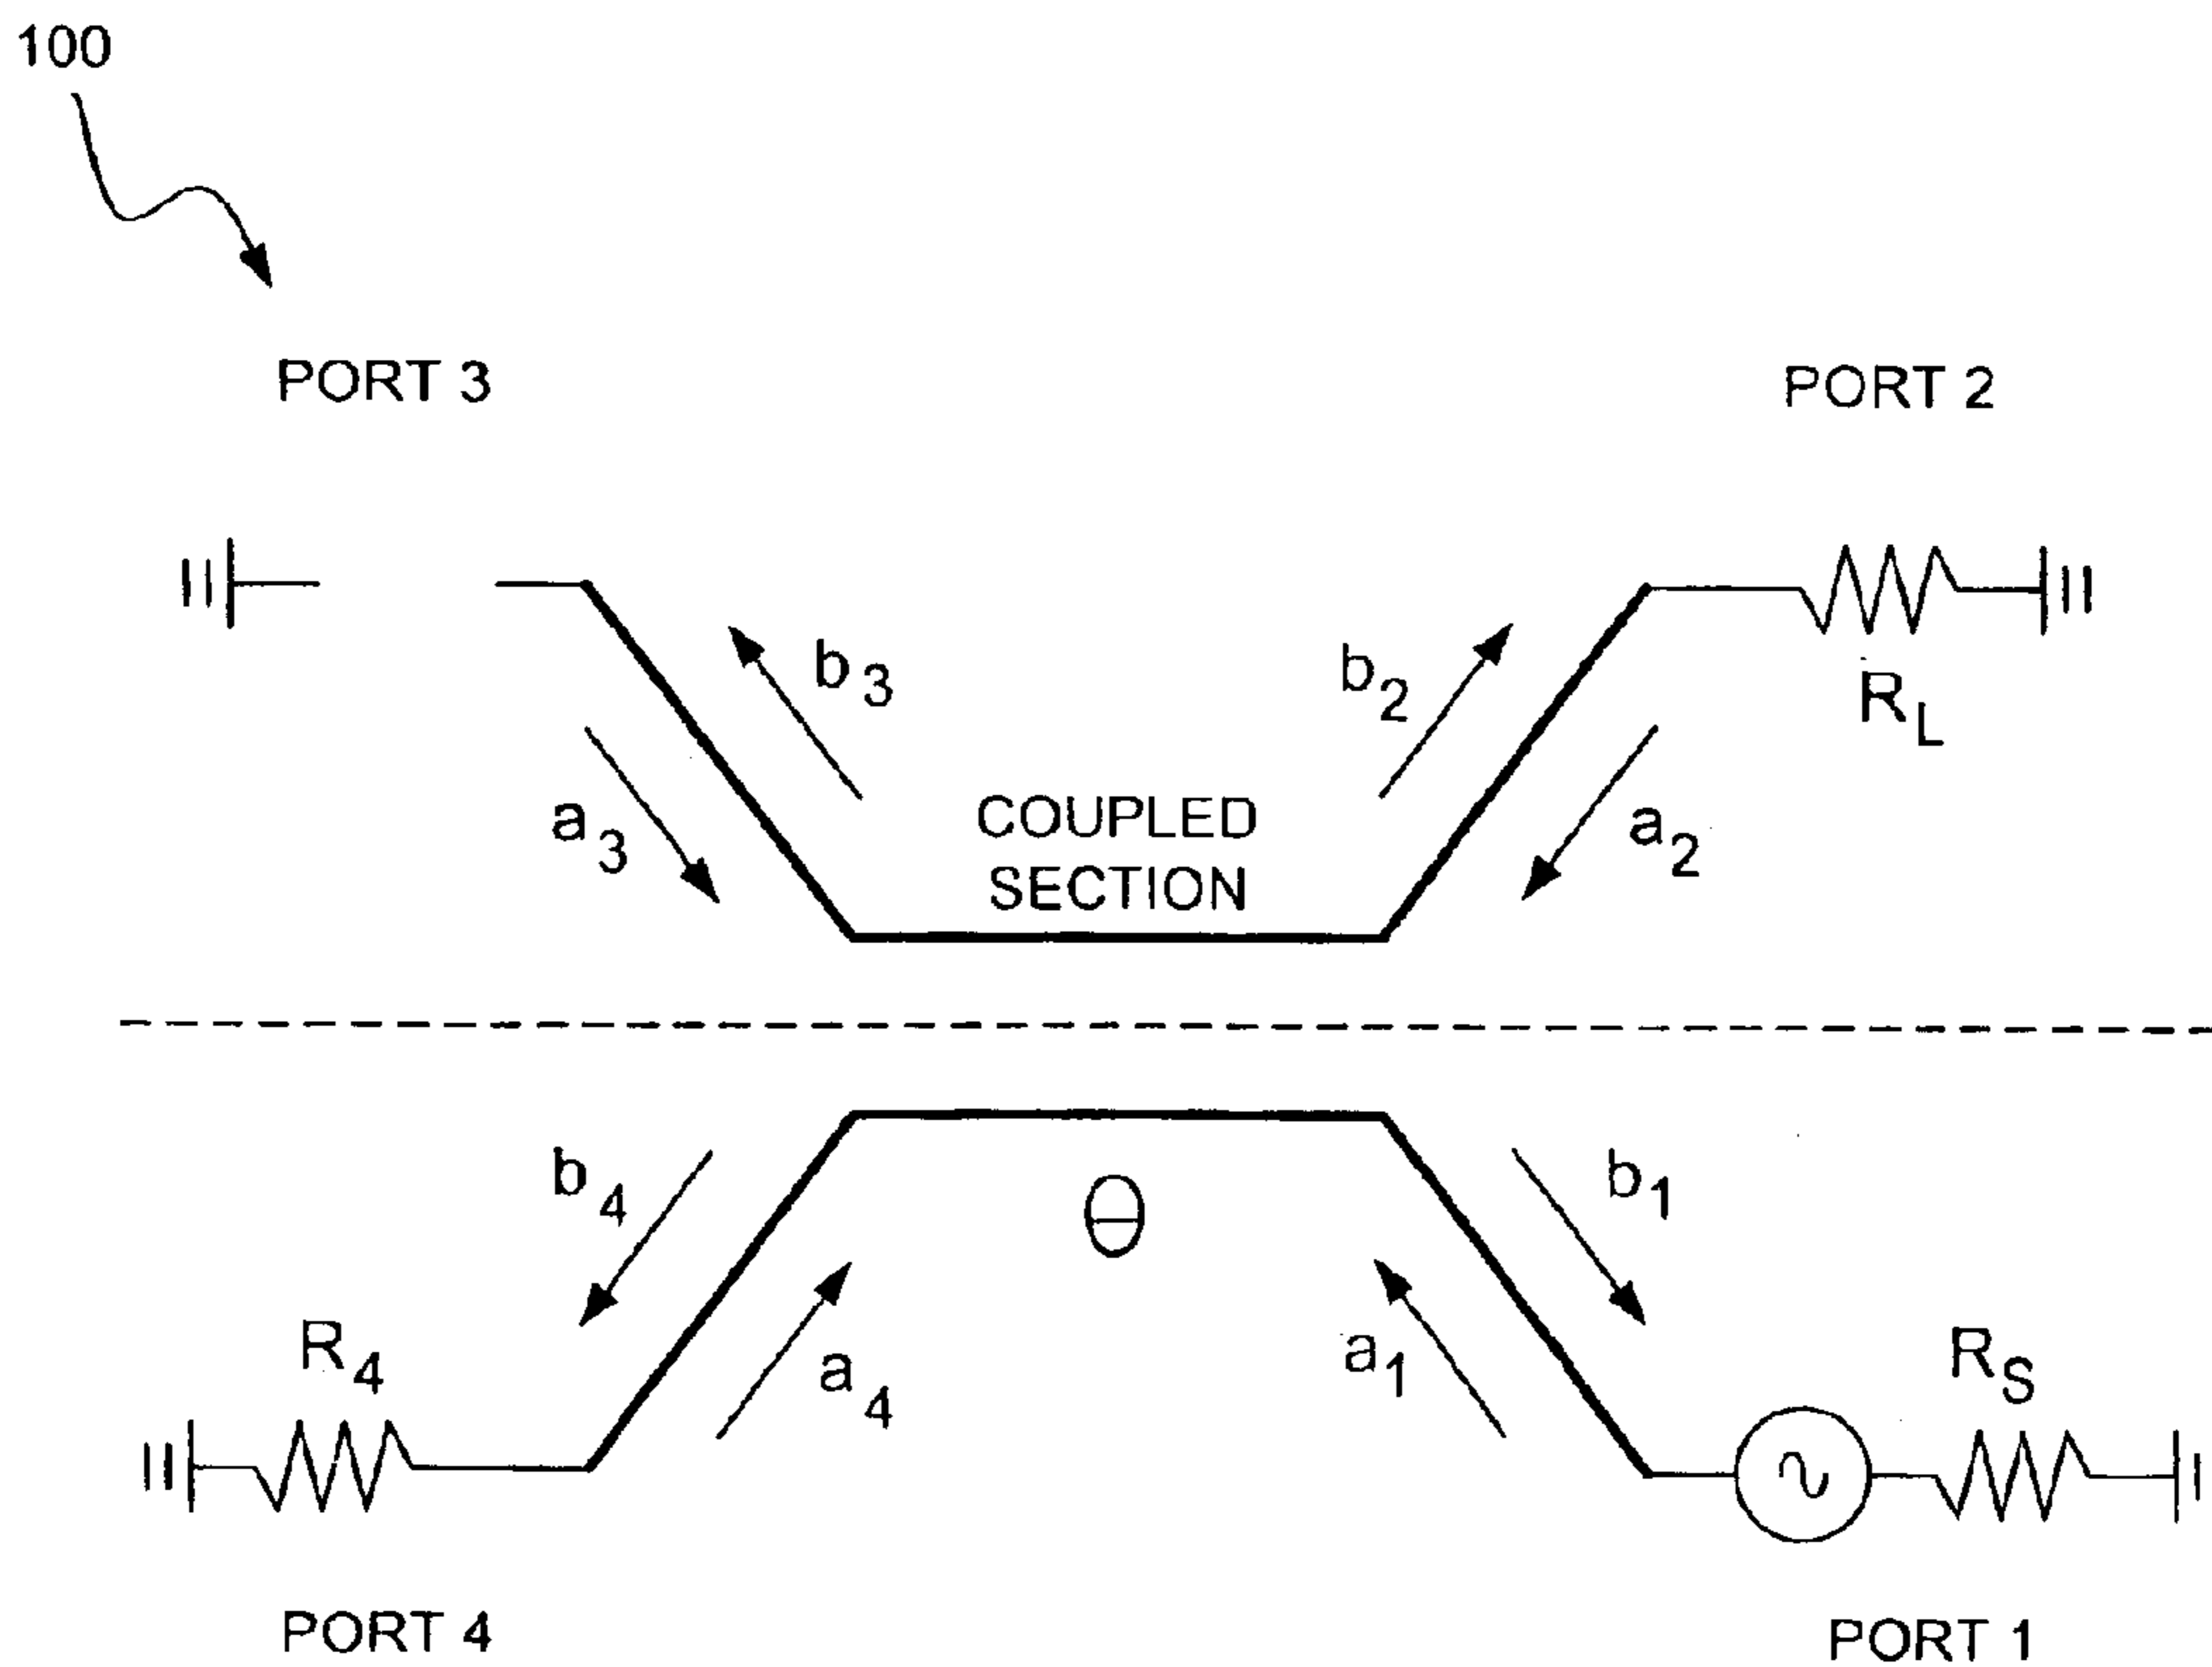 100
PORT 3
PORT 2
b3
b2
RL
a3
COUPLED
SECTION
a2
b4
θ
b1
R4
a4
a1
RS
PORT 4
PORT 1